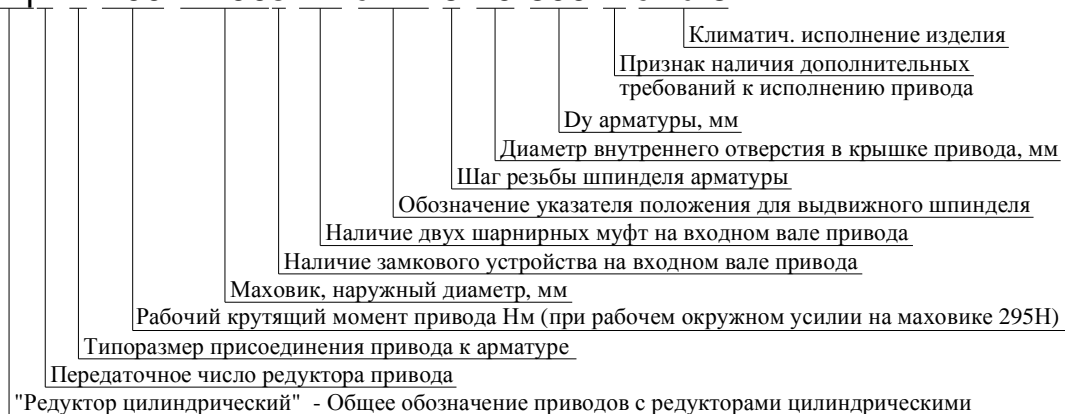 Климатич. исполнение изделия
Признак наличия дополнительных
требований к исполнению привода
Dу арматуры, мм
Диаметр внутреннего отверстия в крышке привода, мм
Шаг резьбы шпинделя арматуры
Обозначение указателя положения для выдвижного шпинделя
Наличие двух шарнирных муфт на входном вале привода
Наличие замкового устройства на входном вале привода
Маховик, наружный диаметр, мм
Рабочий крутящий момент привода Нм (при рабочем окружном усилии на маховике 295Н)
Типоразмер присоединения привода к арматуре
Передаточное число редуктора привода
"Редуктор цилиндрический" - Общее обозначение приводов с редукторами цилиндрическими